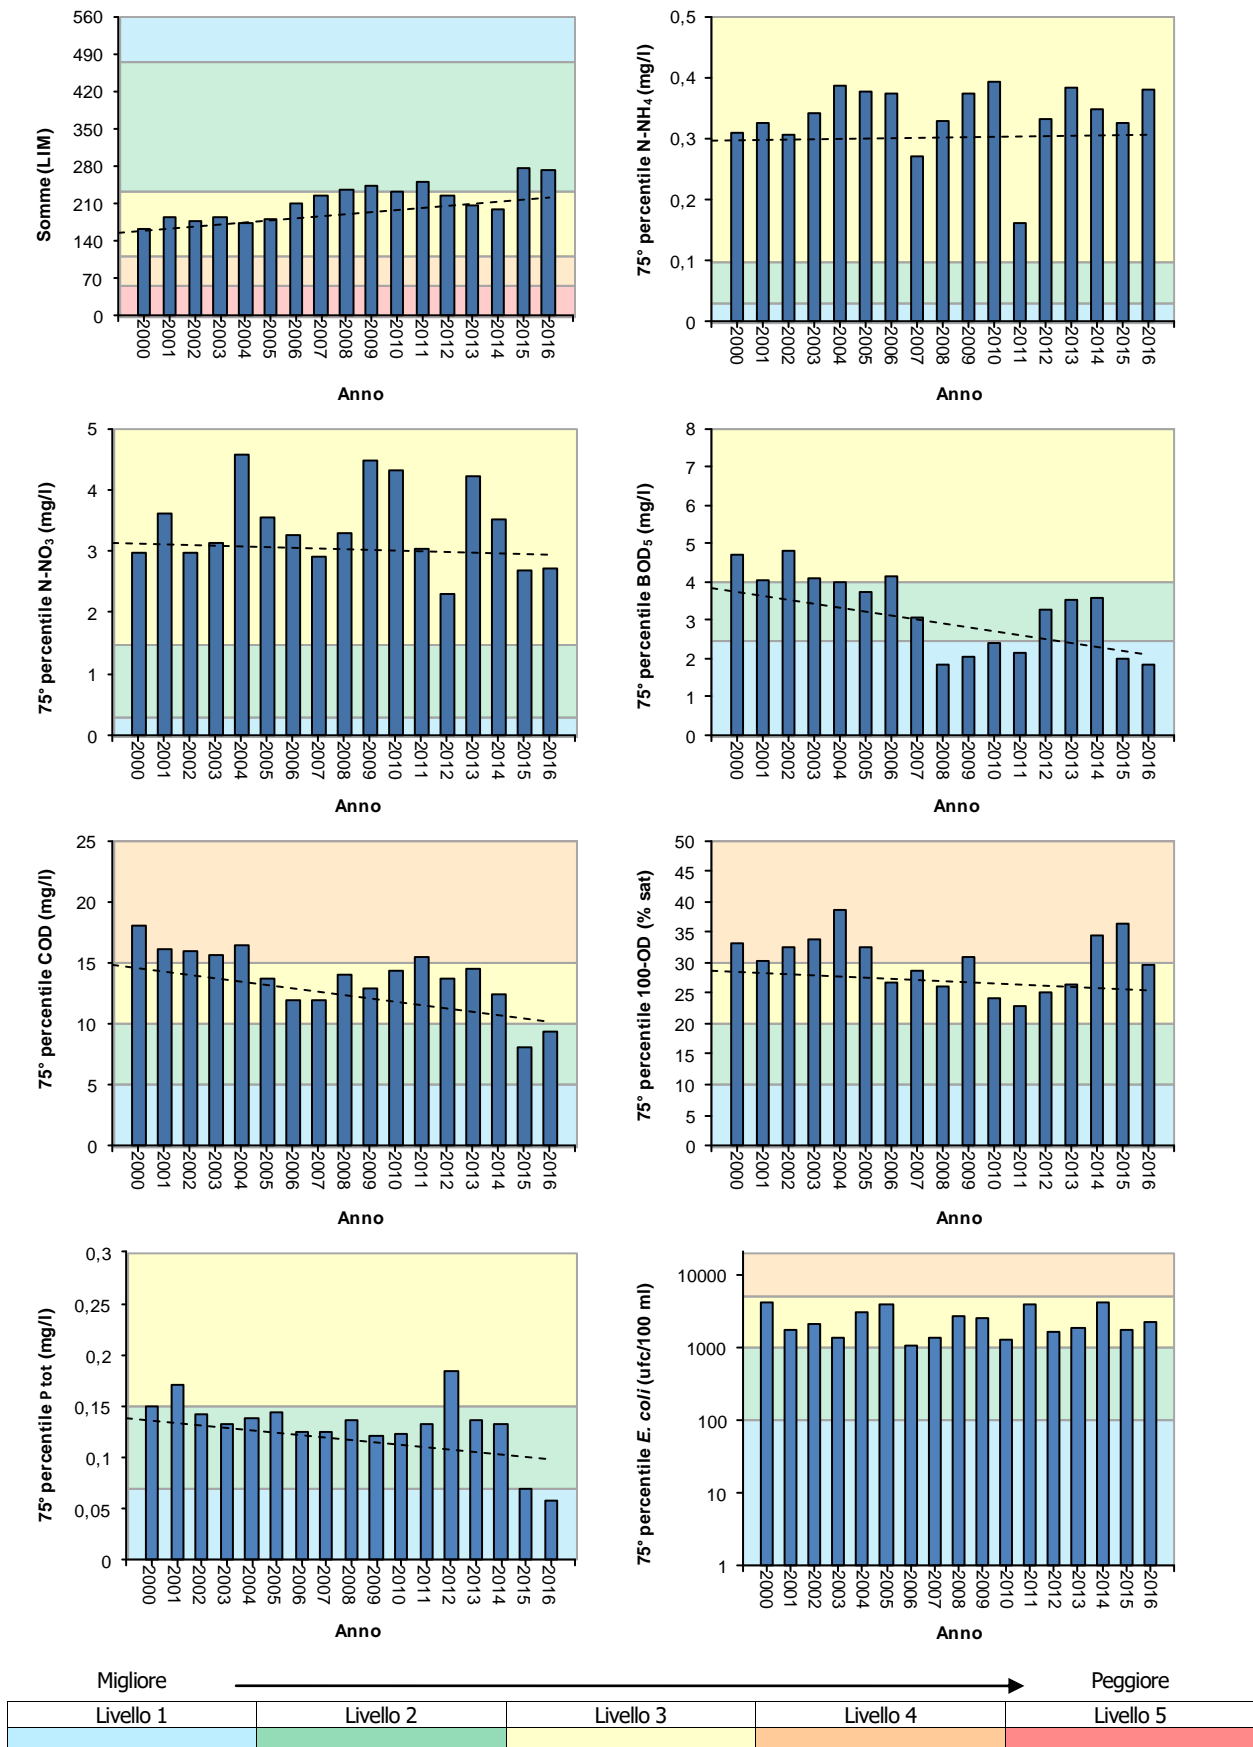 Somme (LIM)
560
490
420
350
280
210
140
70
0
2000 2001 2002 2003 2004 2005 2006 2007 2008 2009 2010 2011 2012 2013 2014 2015 2016
Anno
75° percentile N-NH₄ (mg/l)
0,5
0,4
0,3
0,2
0,1
0
2000 2001 2002 2003 2004 2005 2006 2007 2008 2009 2010 2011 2012 2013 2014 2015 2016
Anno
75° percentile N-NO₃ (mg/l)
5
4
3
2
1
0
2000 2001 2002 2003 2004 2005 2006 2007 2008 2009 2010 2011 2012 2013 2014 2015 2016
Anno
75° percentile BOD₅ (mg/l)
8
7
6
5
4
3
2
1
0
2000 2001 2002 2003 2004 2005 2006 2007 2008 2009 2010 2011 2012 2013 2014 2015 2016
Anno
75° percentile COD (mg/l)
25
20
15
10
5
0
2000 2001 2002 2003 2004 2005 2006 2007 2008 2009 2010 2011 2012 2013 2014 2015 2016
Anno
75° percentile 100-OD (% sat)
50
45
40
35
30
25
20
15
10
5
0
2000 2001 2002 2003 2004 2005 2006 2007 2008 2009 2010 2011 2012 2013 2014 2015 2016
Anno
75° percentile P tot (mg/l)
0,3
0,25
0,2
0,15
0,1
0,05
0
2000 2001 2002 2003 2004 2005 2006 2007 2008 2009 2010 2011 2012 2013 2014 2015 2016
Anno
75° percentile E. coli (ufc/100 ml)
10000
1000
100
10
1
2000 2001 2002 2003 2004 2005 2006 2007 2008 2009 2010 2011 2012 2013 2014 2015 2016
Anno
Migliore Peggiore
Livello 1 Livello 2 Livello 3 Livello 4 Livello 5